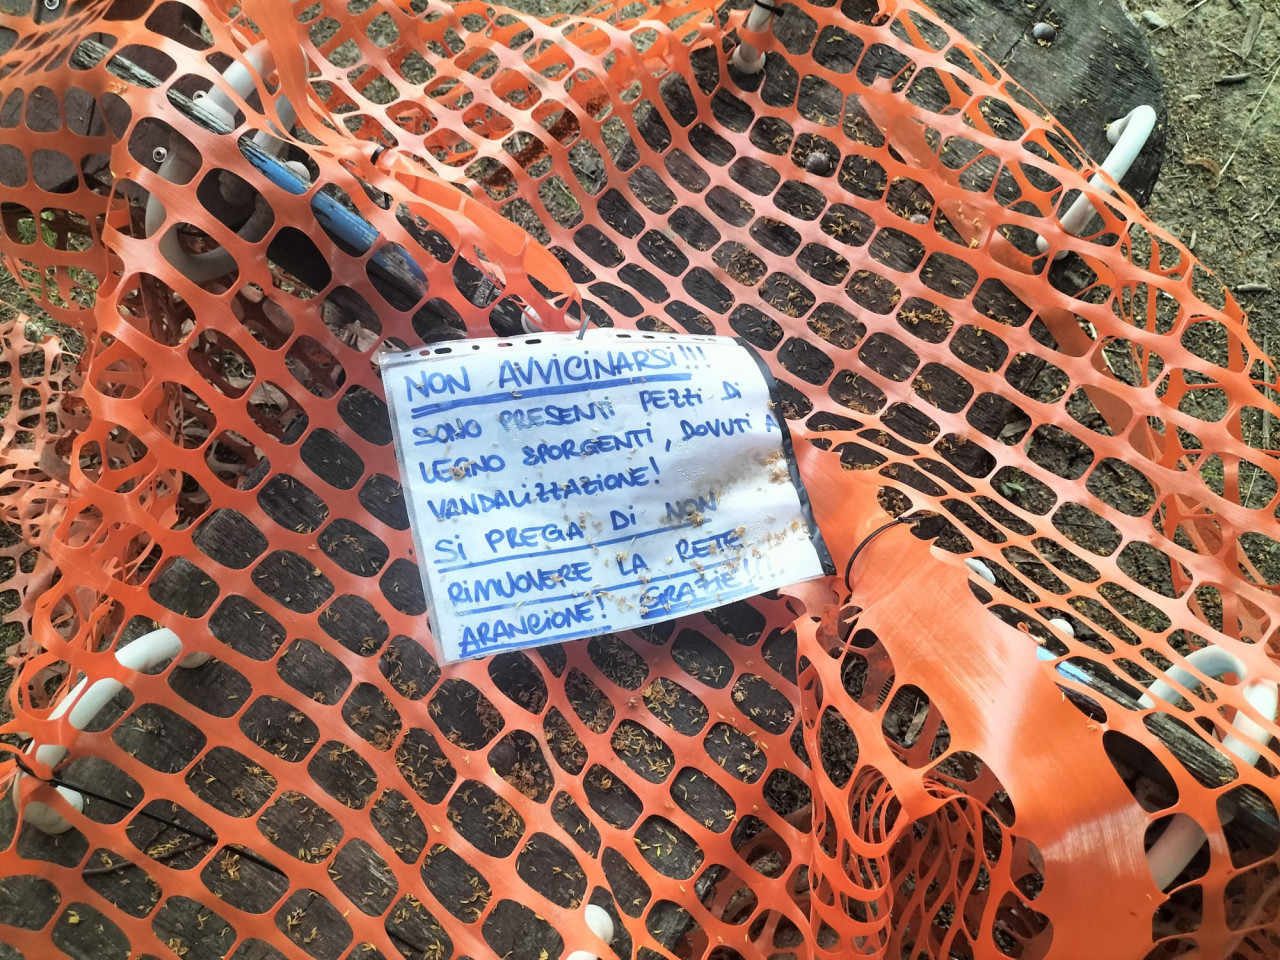 NON AVVICINARSI!!!
SONO PRESENTI PEZZI DI
LEGNO SPORGENTI, DOVUTI A
VANDALIZZAZIONE!
SI PREGA DI NON
RIMUOVERE LA RETE
ARANCIONE! GRAZIE!!!